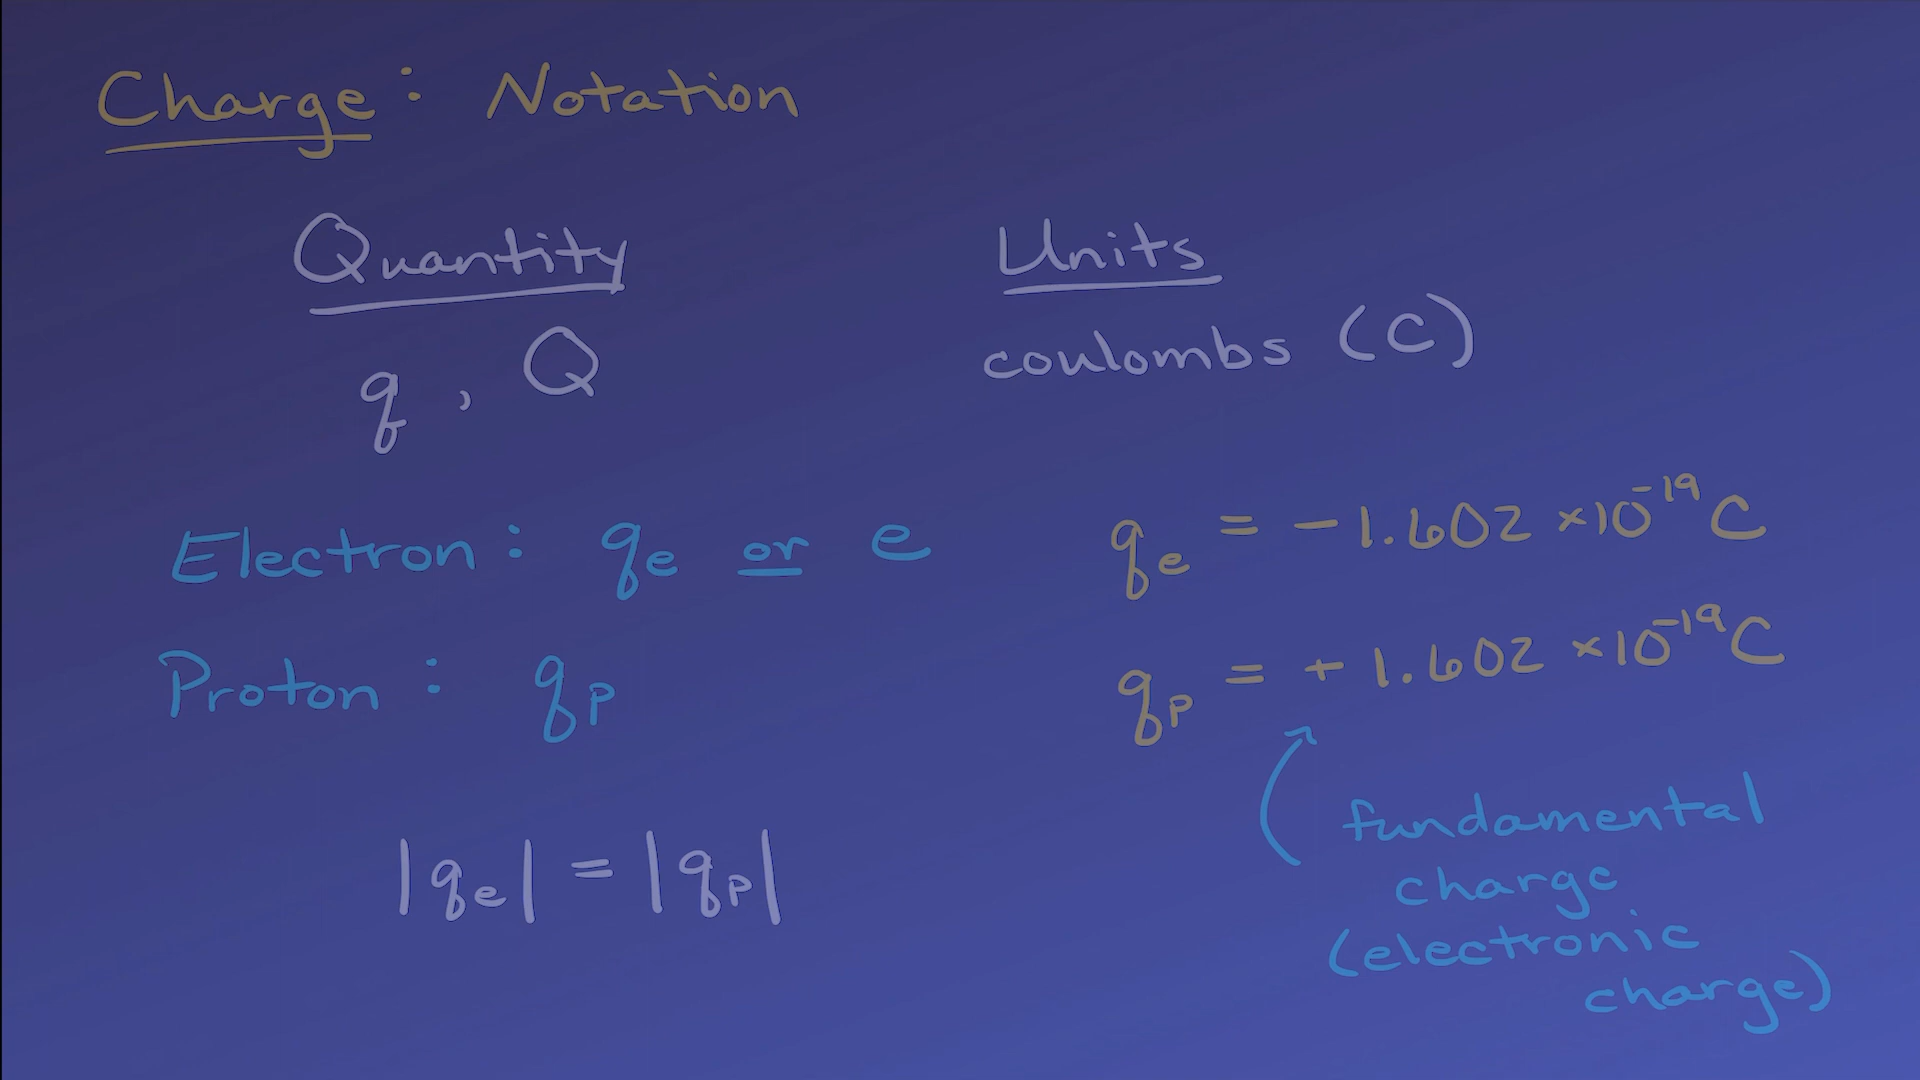 Charge: Notation
Quantity
Units
q, Q
coulombs (C)
Electron: qₑ or e
qₑ = -1.602 ×10⁻¹⁹ C
Proton: qₚ
qₚ = +1.602 ×10⁻¹⁹ C
|qₑ| = |qₚ|
fundamental
charge
(electronic
charge)